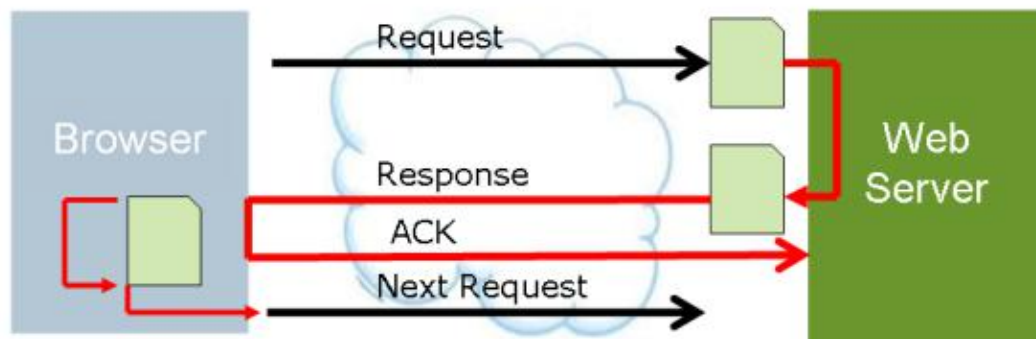 Request
Browser
Web
Server
Response
ACK
Next Request